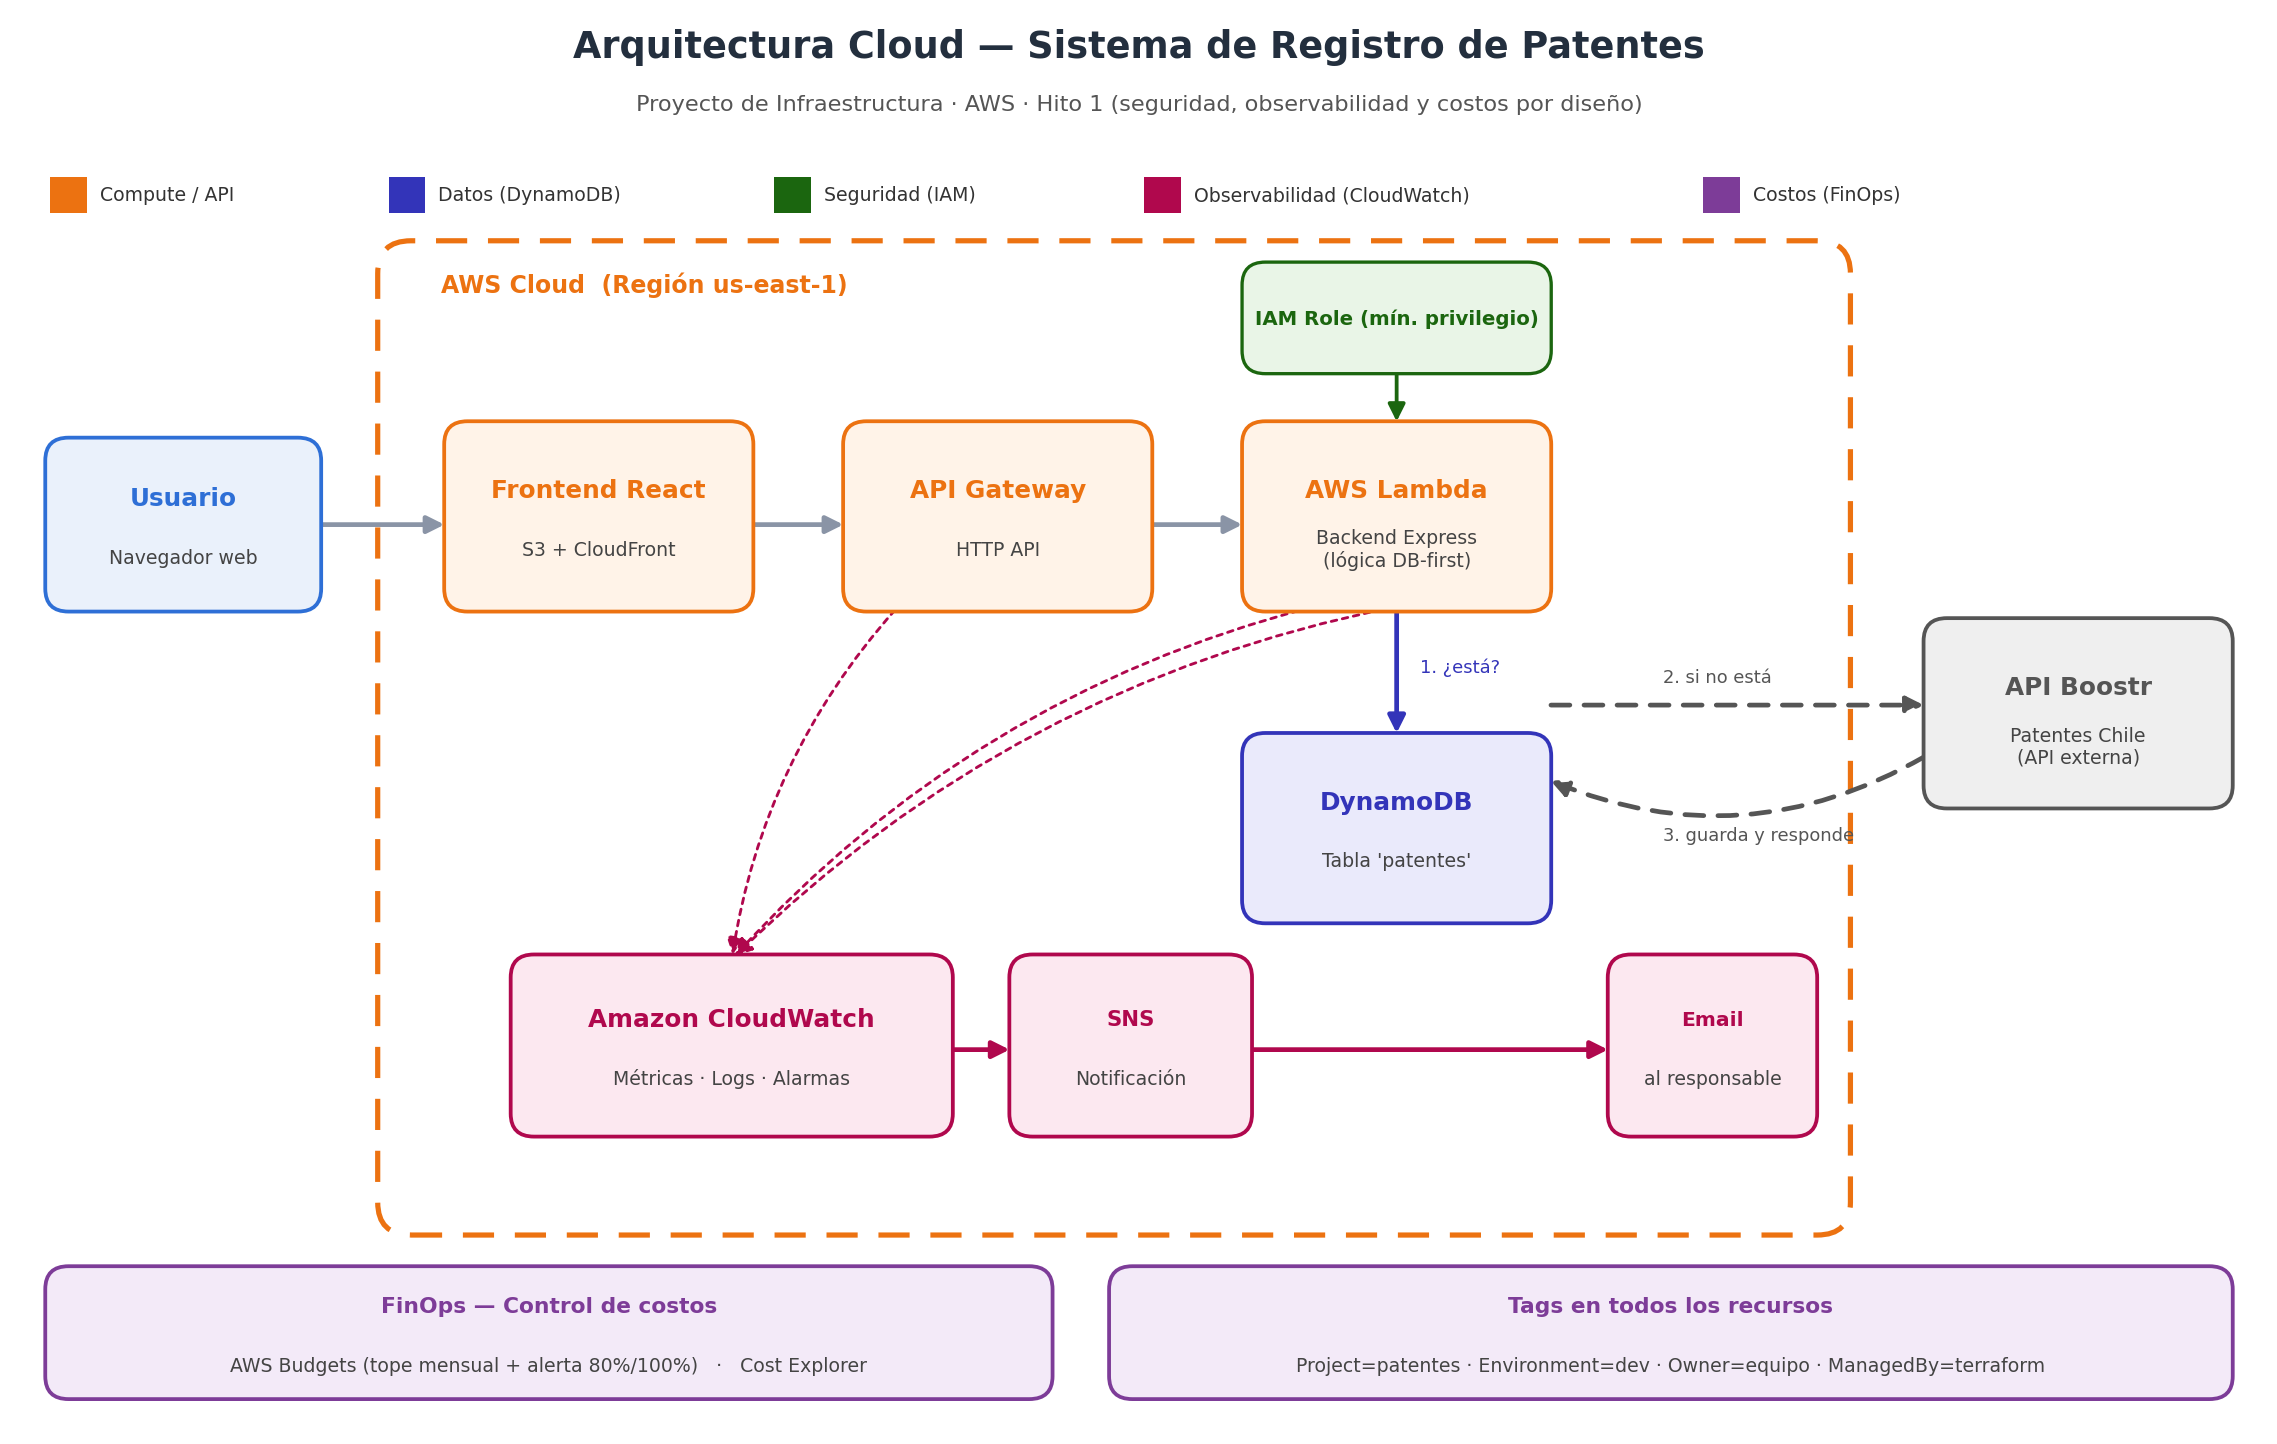 Arquitectura Cloud — Sistema de Registro de Patentes
Proyecto de Infraestructura · AWS · Hito 1 (seguridad, observabilidad y costos por diseño)
Compute / API
Datos (DynamoDB)
Seguridad (IAM)
Observabilidad (CloudWatch)
Costos (FinOps)
AWS Cloud  (Región us-east-1)
IAM Role (mín. privilegio)
Usuario
Navegador web
Frontend React
S3 + CloudFront
API Gateway
HTTP API
AWS Lambda
Backend Express
(lógica DB-first)
1. ¿está?
2. si no está
API Boostr
Patentes Chile
(API externa)
DynamoDB
Tabla 'patentes'
3. guarda y responde
Amazon CloudWatch
Métricas · Logs · Alarmas
SNS
Notificación
Email
al responsable
FinOps — Control de costos
AWS Budgets (tope mensual + alerta 80%/100%)   ·   Cost Explorer
Tags en todos los recursos
Project=patentes · Environment=dev · Owner=equipo · ManagedBy=terraform